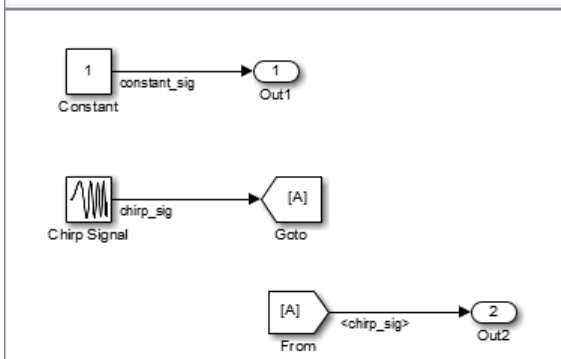 1
constant_sig
1
Constant
Out1
chirp_sig
[A]
Chirp Signal
Goto
[A]
<chirp_sig>
2
From
Out2